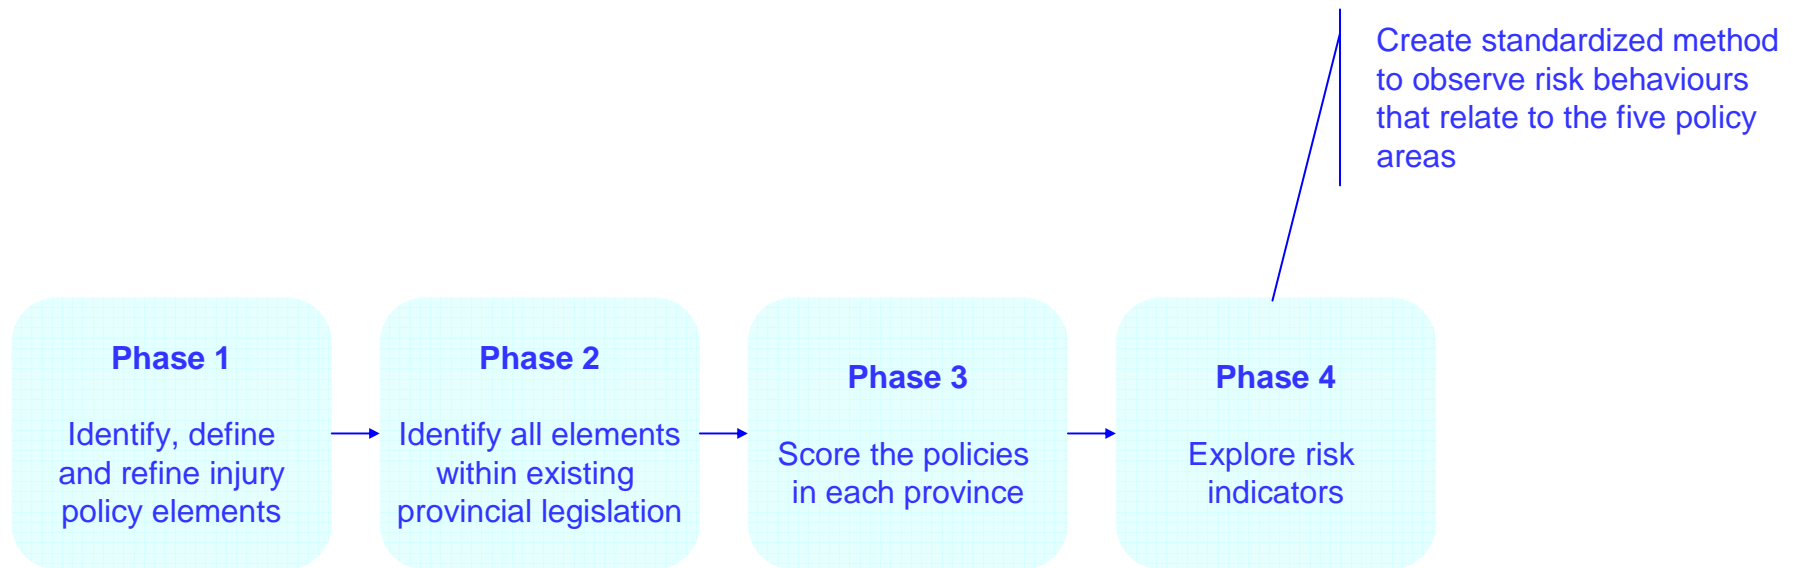 Create standardized method
to observe risk behaviours
that relate to the five policy
areas
Phase 1
Identify, define
and refine injury
policy elements
Phase 2
Identify all elements
within existing
provincial legislation
Phase 3
Score the policies
in each province
Phase 4
Explore risk
indicators